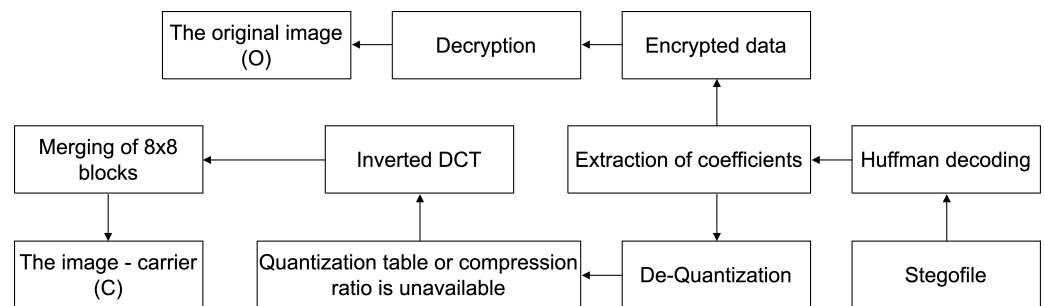 The original image
(O)
Decryption
Encrypted data
Merging of 8x8
blocks
Inverted DCT
Extraction of coefficients
Huffman decoding
The image - carrier
(C)
Quantization table or compression
ratio is unavailable
De-Quantization
Stegofile